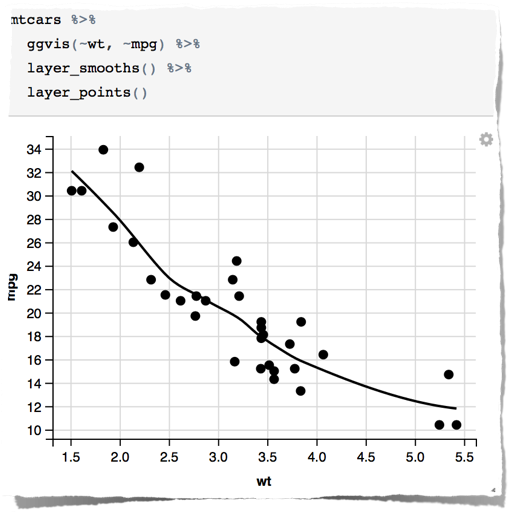 mtcars %>%
ggvis(~wt, ~mpg) %>%
layer_smooths() %>%
layer_points()
34
32
30
28
26
24
22
20
18
16
14
12
10
mpg
1.5 2.0 2.5 3.0 3.5 4.0 4.5 5.0 5.5
wt